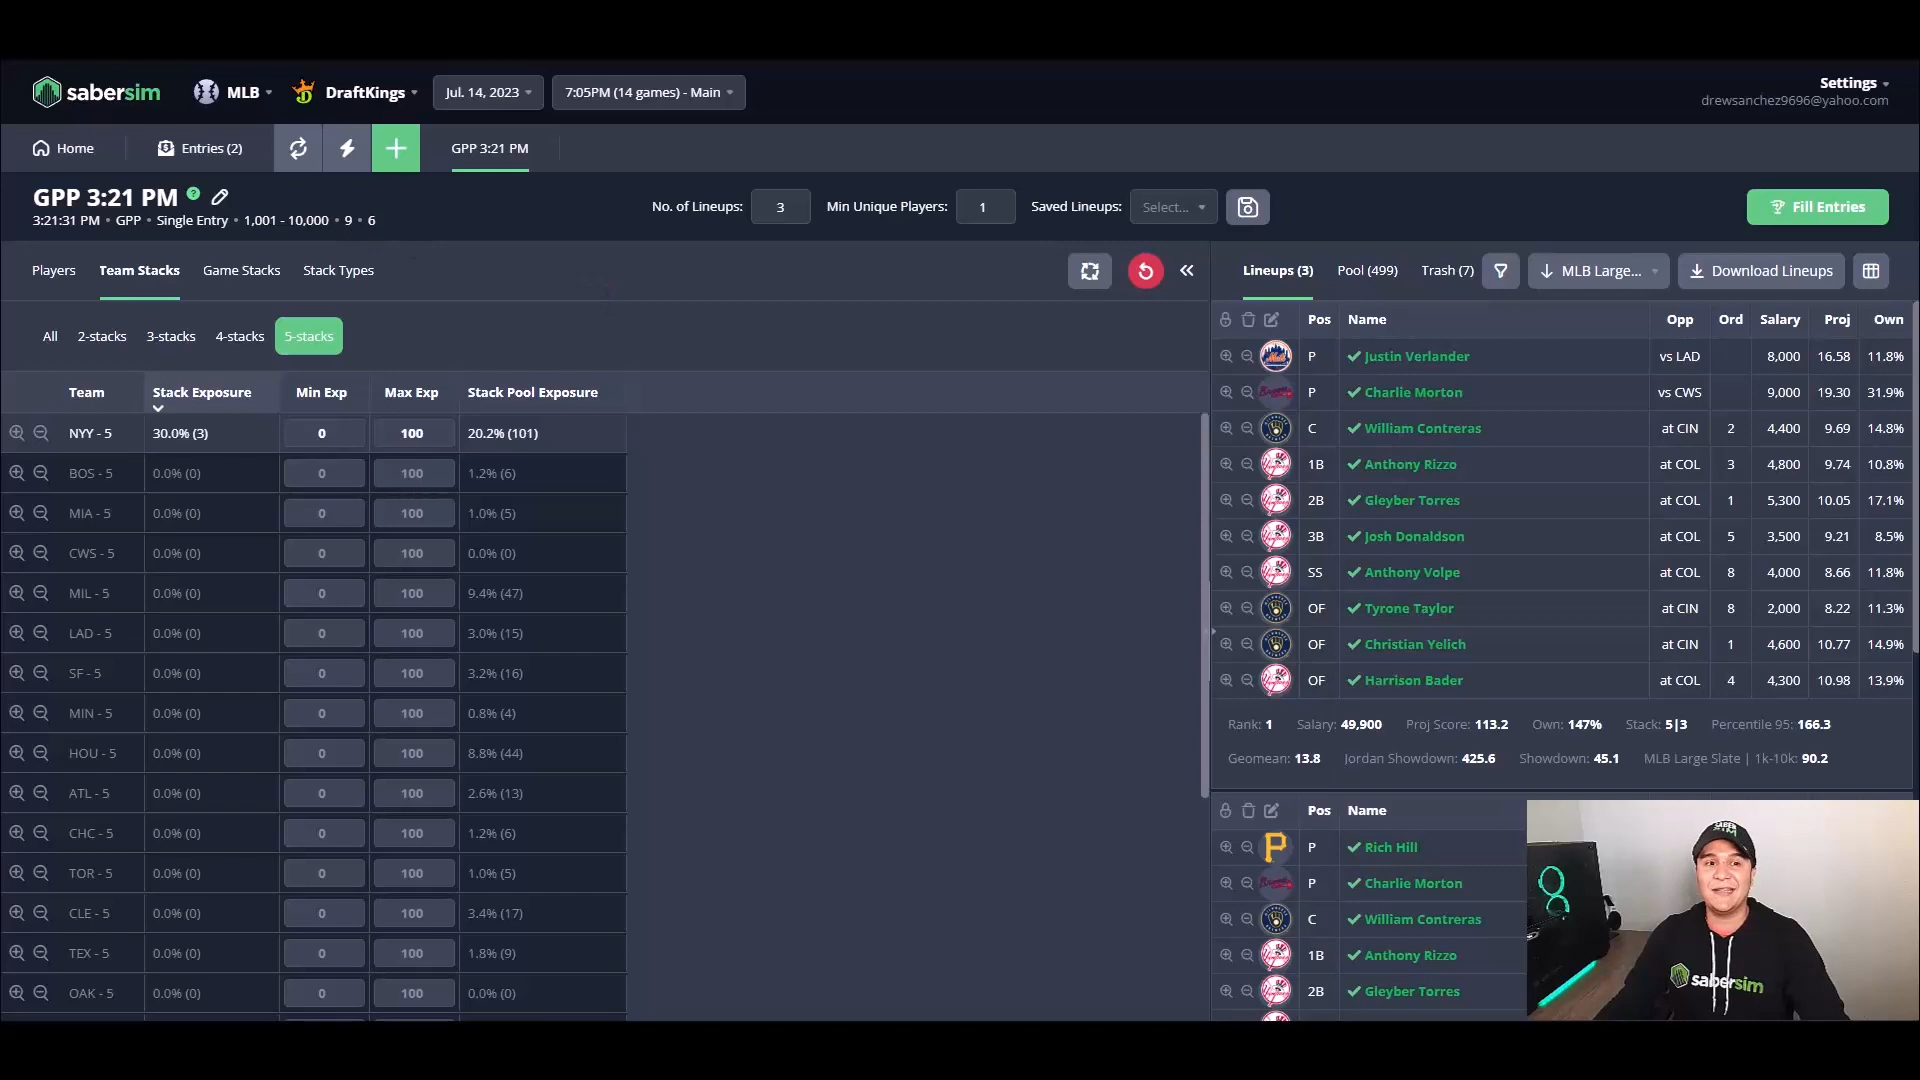 sabersim MLB DraftKings Jul. 14, 2023 7:05PM (14 games) - Main Settings
drewsanchez9696@yahoo.com
Home Entries (2) GPP 3:21 PM
GPP 3:21 PM ?
3:21:31 PM • GPP • Single Entry • 1,001 - 10,000 • 9 • 6
No. of Lineups: 3 Min Unique Players: 1 Saved Lineups: Select... Fill Entries
Players Team Stacks Game Stacks Stack Types
All 2-stacks 3-stacks 4-stacks 5-stacks
Team Stack Exposure Min Exp Max Exp Stack Pool Exposure
NYY - 5 30.0% (3) 0 100 20.2% (101)
BOS - 5 0.0% (0) 0 100 1.2% (6)
MIA - 5 0.0% (0) 0 100 1.0% (5)
CWS - 5 0.0% (0) 0 100 0.0% (0)
MIL - 5 0.0% (0) 0 100 9.4% (47)
LAD - 5 0.0% (0) 0 100 3.0% (15)
SF - 5 0.0% (0) 0 100 3.2% (16)
MIN - 5 0.0% (0) 0 100 0.8% (4)
HOU - 5 0.0% (0) 0 100 8.8% (44)
ATL - 5 0.0% (0) 0 100 2.6% (13)
CHC - 5 0.0% (0) 0 100 1.2% (6)
TOR - 5 0.0% (0) 0 100 1.0% (5)
CLE - 5 0.0% (0) 0 100 3.4% (17)
TEX - 5 0.0% (0) 0 100 1.8% (9)
OAK - 5 0.0% (0) 0 100 0.0% (0)
Lineups (3) Pool (499) Trash (7) MLB Large... Download Lineups
Pos Name Opp Ord Salary Proj Own
P Justin Verlander vs LAD 8,000 16.58 11.8%
P Charlie Morton vs CWS 9,000 19.30 31.9%
C William Contreras at CIN 2 4,400 9.69 14.8%
1B Anthony Rizzo at COL 3 4,800 9.74 10.8%
2B Gleyber Torres at COL 1 5,300 10.05 17.1%
3B Josh Donaldson at COL 5 3,500 9.21 8.5%
SS Anthony Volpe at COL 8 4,000 8.66 11.8%
OF Tyrone Taylor at CIN 8 2,000 8.22 11.3%
OF Christian Yelich at CIN 1 4,600 10.77 14.9%
OF Harrison Bader at COL 4 4,300 10.98 13.9%
Rank: 1 Salary: 49,900 Proj Score: 113.2 Own: 147% Stack: 5|3 Percentile 95: 166.3
Geomean: 13.8 Jordan Showdown: 425.6 Showdown: 45.1 MLB Large Slate | 1k-10k: 90.2
Pos Name
P P Rich Hill
P Charlie Morton
C William Contreras
1B Anthony Rizzo
2B Gleyber Torres
sabersim